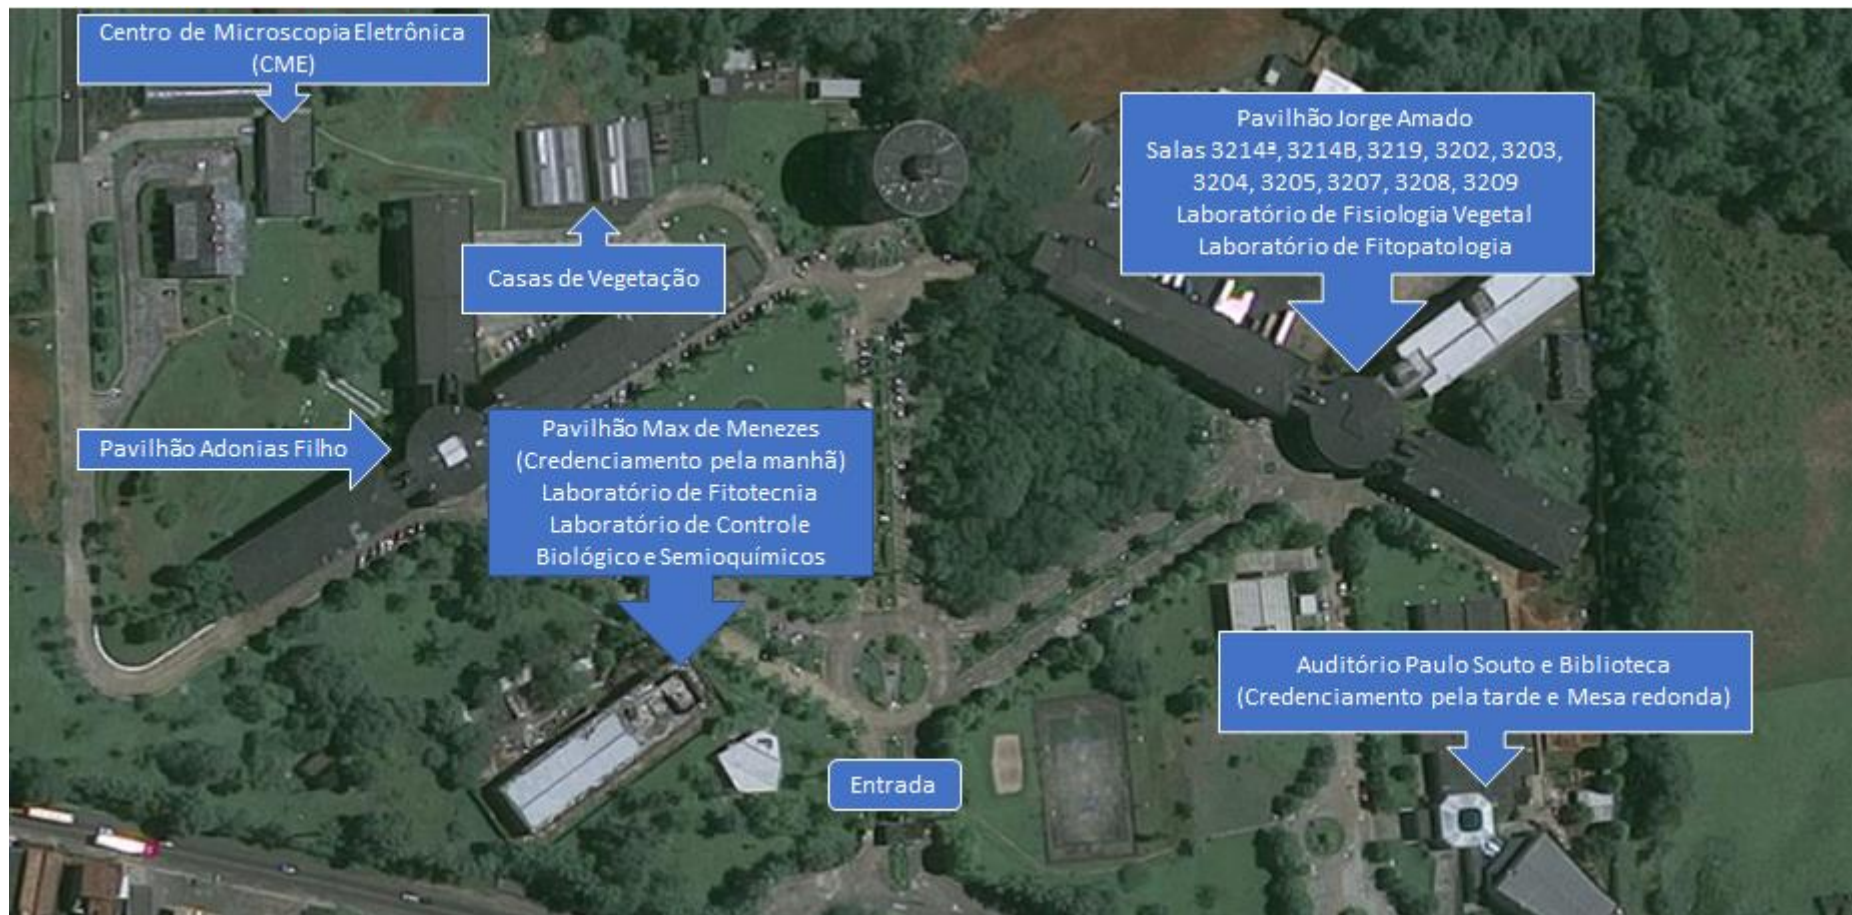 Centro de Microscopia Eletrônica
(CME)
Pavilhão Jorge Amado
Salas 3214ª, 3214B, 3219, 3202, 3203,
3204, 3205, 3207, 3208, 3209
Laboratório de Fisiologia Vegetal
Laboratório de Fitopatologia
Casas de Vegetação
Pavilhão Adonias Filho
Pavilhão Max de Menezes
(Credenciamento pela manhã)
Laboratório de Fitotecnia
Laboratório de Controle
Biológico e Semioquímicos
Auditório Paulo Souto e Biblioteca
(Credenciamento pela tarde e Mesa redonda)
Entrada